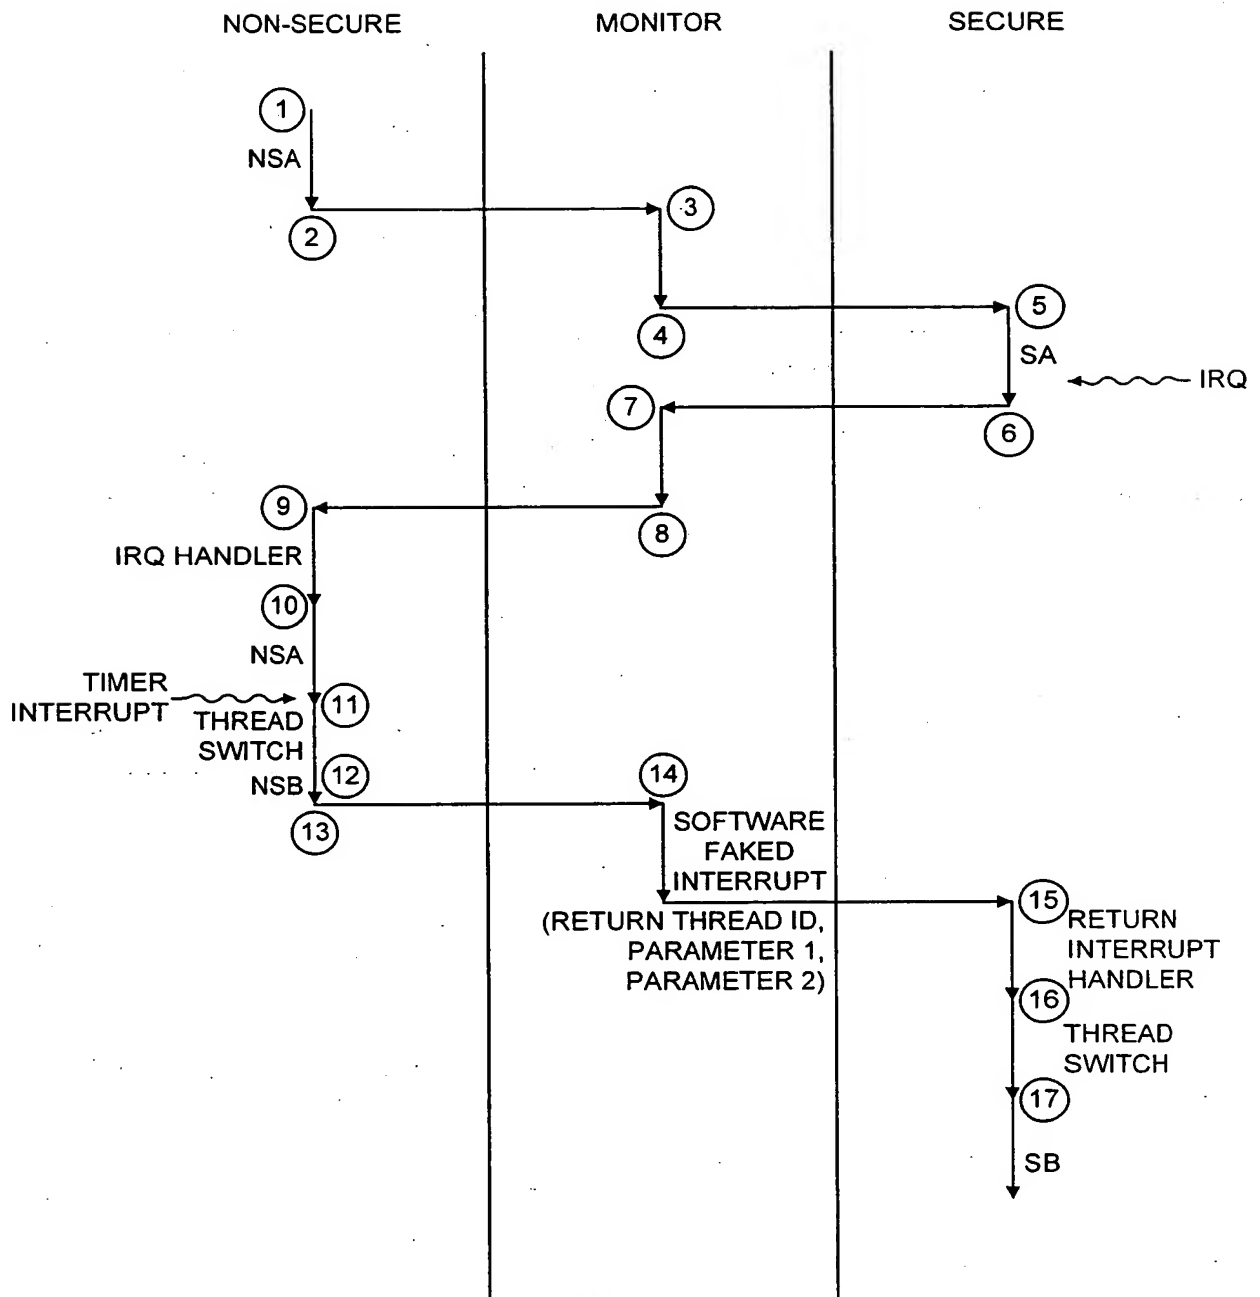 NON-SECURE
MONITOR
SECURE
1
NSA
2
3
4
5
SA
IRQ
6
7
8
9
IRQ HANDLER
10
NSA
TIMER
INTERRUPT
11
THREAD
SWITCH
12
NSB
13
14
SOFTWARE
FAKED
INTERRUPT
(RETURN THREAD ID,
PARAMETER 1,
PARAMETER 2)
15
RETURN
INTERRUPT
HANDLER
16
THREAD
SWITCH
17
SB